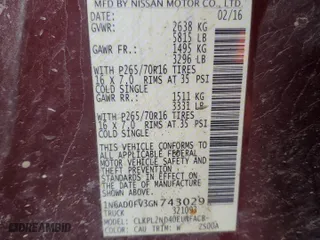 MFD BY NISSAN MOTOR CO., LTD.
DATE: 02/16
GVWR: 2638 KG
5815 LB
GAWR FR: 1495 KG
3296 LB
WITH P265/70R16 TIRES
16 X 7.0 RIMS AT 35 PSI
COLD SINGLE
GAWR RR: 1511 KG
3331 LB
WITH P265/70R16 TIRES
16 X 7.0 RIMS AT 35 PSI
COLD SINGLE
THIS VEHICLE CONFORMS TO
ALL APPLICABLE FEDERAL
MOTOR VEHICLE SAFETY AND
THEFT PREVENTION STANDARDS
IN EFFECT ON THE DATE OF
MANUFACTURE SHOWN ABOVE.
1N6AD0FV3GN743029
TRUCK
COLOR: CAU TRIM: W
DREAMBID